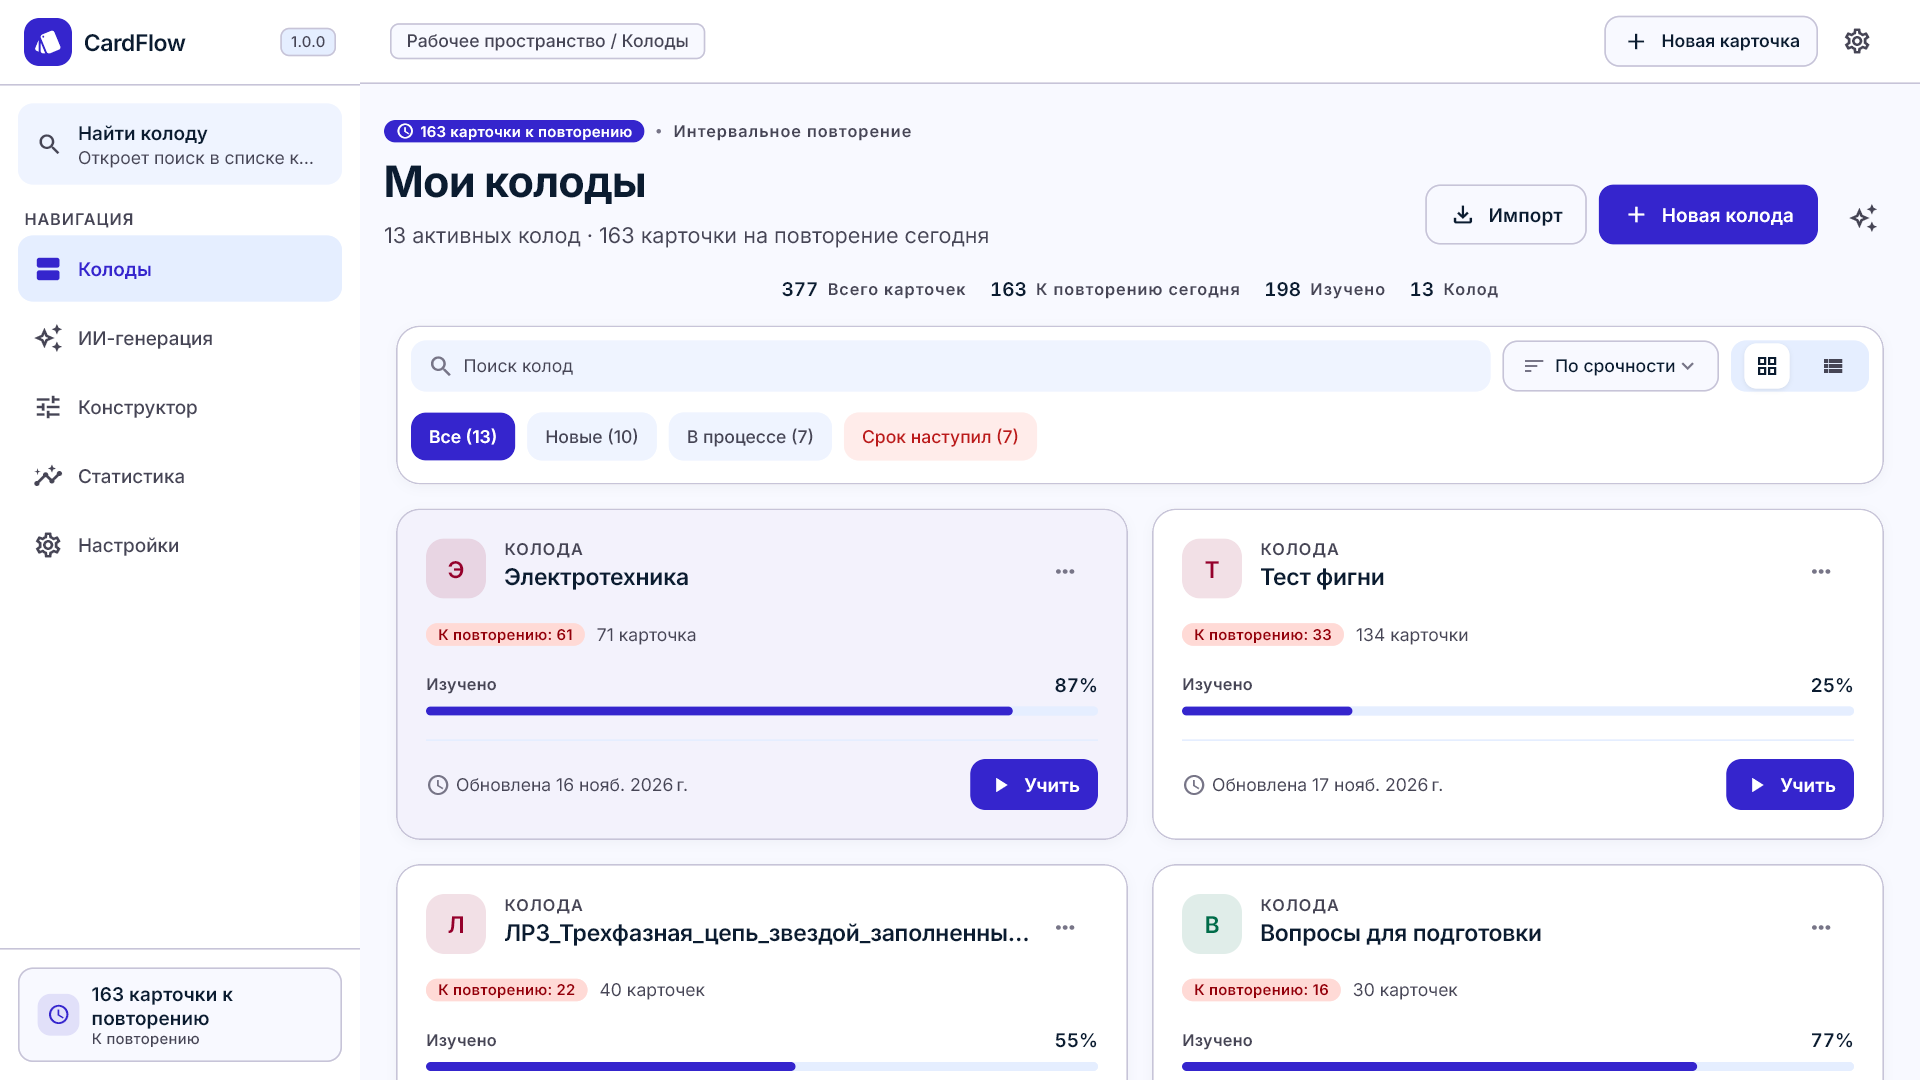 CardFlow
1.0.0
Рабочее пространство / Колоды
Новая карточка
Найти колоду
Откроет поиск в списке к...
НАВИГАЦИЯ
Колоды
ИИ-генерация
Конструктор
Статистика
Настройки
163 карточки к повторению
К повторению
163 карточки к повторению • Интервальное повторение
Мои колоды
13 активных колод · 163 карточки на повторение сегодня
Импорт
Новая колода
377 Всего карточек 163 К повторению сегодня 198 Изучено 13 Колод
Поиск колод
По срочности
Все (13)
Новые (10)
В процессе (7)
Срок наступил (7)
Э
КОЛОДА
Электротехника
К повторению: 61 71 карточка
Изучено 87%
Обновлена 16 нояб. 2026 г.
Учить
Т
КОЛОДА
Тест фигни
К повторению: 33 134 карточки
Изучено 25%
Обновлена 17 нояб. 2026 г.
Учить
Л
КОЛОДА
ЛР3_Трехфазная_цепь_звездой_заполненны...
К повторению: 22 40 карточек
Изучено 55%
В
КОЛОДА
Вопросы для подготовки
К повторению: 16 30 карточек
Изучено 77%